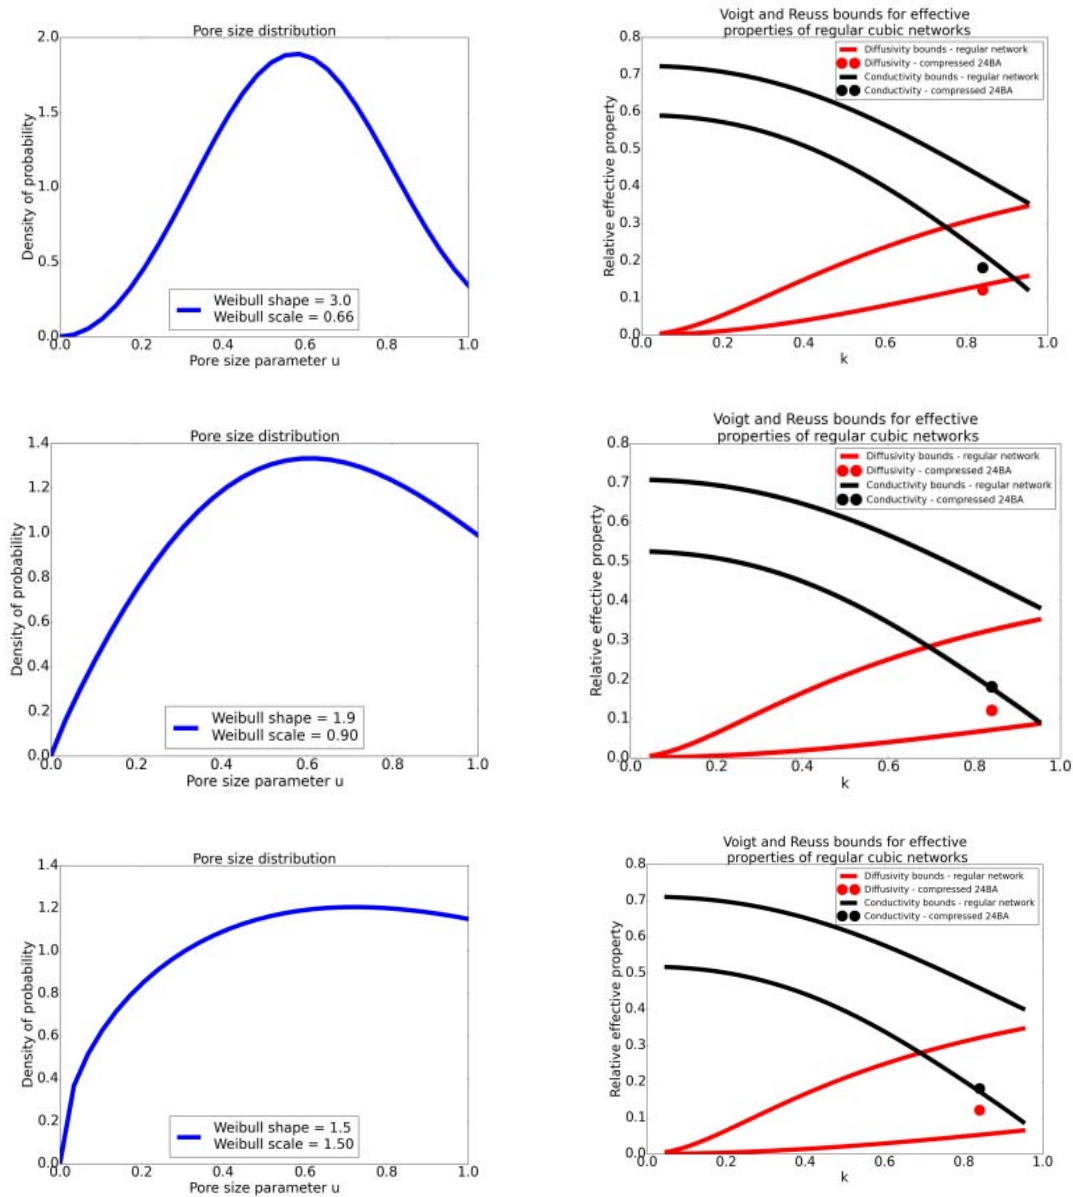 Pore size distribution
2.0
1.5
1.0
0.5
0.0
Density of probability
Weibull shape = 3.0
Weibull scale = 0.66
0.0 0.2 0.4 0.6 0.8 1.0
Pore size parameter u
Voigt and Reuss bounds for effective
properties of regular cubic networks
0.8
0.7
0.6
0.5
0.4
0.3
0.2
0.1
0.0
Relative effective property
Diffusivity bounds - regular network
Diffusivity - compressed 24BA
Conductivity bounds - regular network
Conductivity - compressed 24BA
0.0 0.2 0.4 0.6 0.8 1.0
k
Pore size distribution
1.4
1.2
1.0
0.8
0.6
0.4
0.2
0.0
Density of probability
Weibull shape = 1.9
Weibull scale = 0.90
0.0 0.2 0.4 0.6 0.8 1.0
Pore size parameter u
Voigt and Reuss bounds for effective
properties of regular cubic networks
0.8
0.7
0.6
0.5
0.4
0.3
0.2
0.1
0.0
Relative effective property
Diffusivity bounds - regular network
Diffusivity - compressed 24BA
Conductivity bounds - regular network
Conductivity - compressed 24BA
0.0 0.2 0.4 0.6 0.8 1.0
k
Pore size distribution
1.4
1.2
1.0
0.8
0.6
0.4
0.2
0.0
Density of probability
Weibull shape = 1.5
Weibull scale = 1.50
0.0 0.2 0.4 0.6 0.8 1.0
Pore size parameter u
Voigt and Reuss bounds for effective
properties of regular cubic networks
0.8
0.7
0.6
0.5
0.4
0.3
0.2
0.1
0.0
Relative effective property
Diffusivity bounds - regular network
Diffusivity - compressed 24BA
Conductivity bounds - regular network
Conductivity - compressed 24BA
0.0 0.2 0.4 0.6 0.8 1.0
k